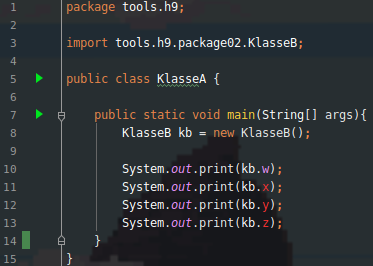 1 package tools.h9;
2
3 import tools.h9.package02.KlasseB;
4
5 public class KlasseA {
6
7 public static void main(String[] args){
8 KlasseB kb = new KlasseB();
9
10 System.out.print(kb.w);
11 System.out.print(kb.x);
12 System.out.print(kb.y);
13 System.out.print(kb.z);
14 }
15 }